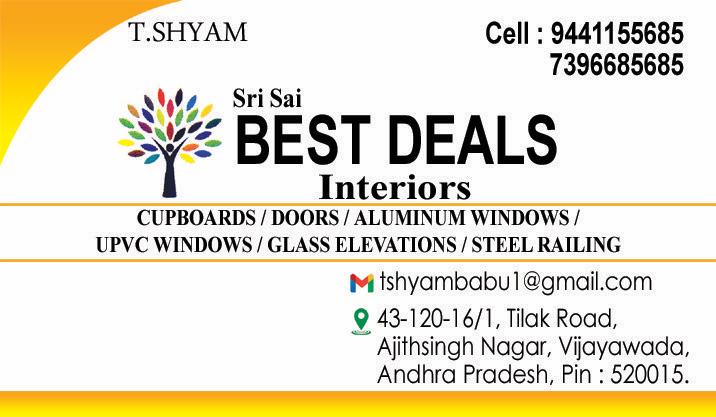 T.SHYAM
Cell : 9441155685
7396685685
Sri Sai
BEST DEALS
Interiors
CUPBOARDS / DOORS / ALUMINUM WINDOWS /
UPVC WINDOWS / GLASS ELEVATIONS / STEEL RAILING
tshyambabu1@gmail.com
43-120-16/1, Tilak Road,
Ajithsingh Nagar, Vijayawada,
Andhra Pradesh, Pin : 520015.